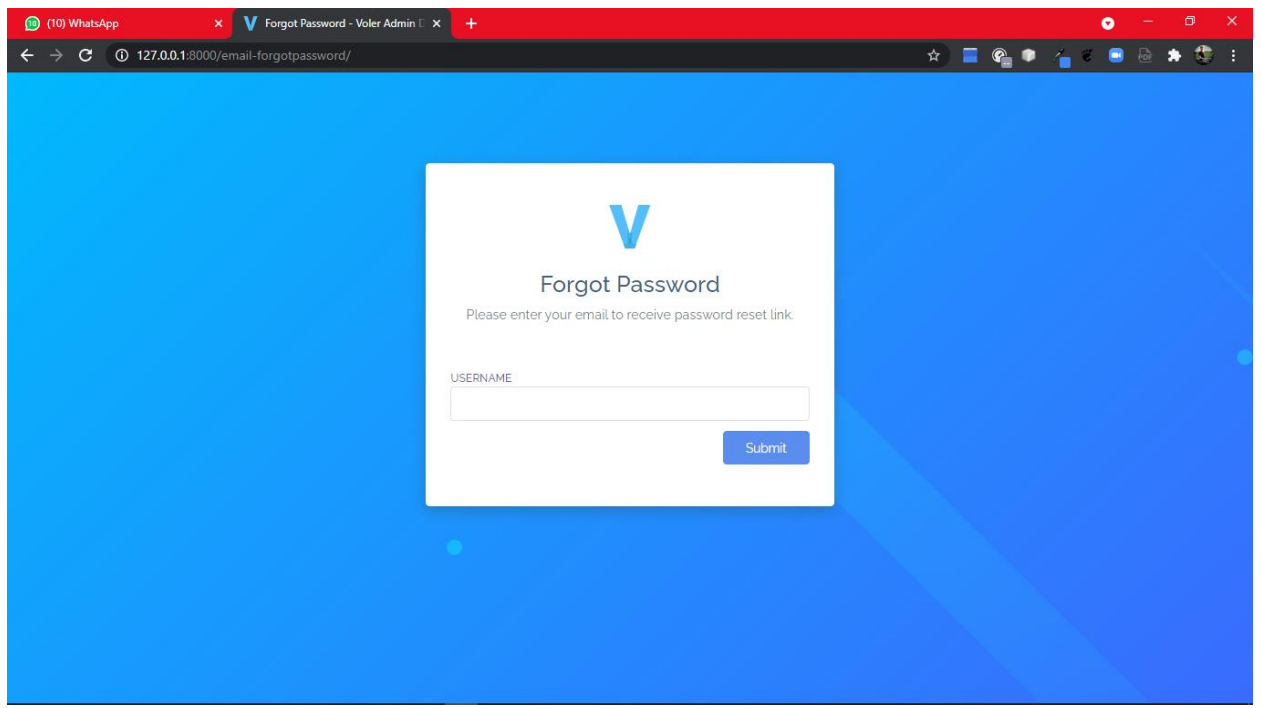 (10) WhatsApp
Forgot Password - Voler Admin D
127.0.0.1:8000/email-forgotpassword/
Forgot Password
Please enter your email to receive password reset link.
USERNAME
Submit